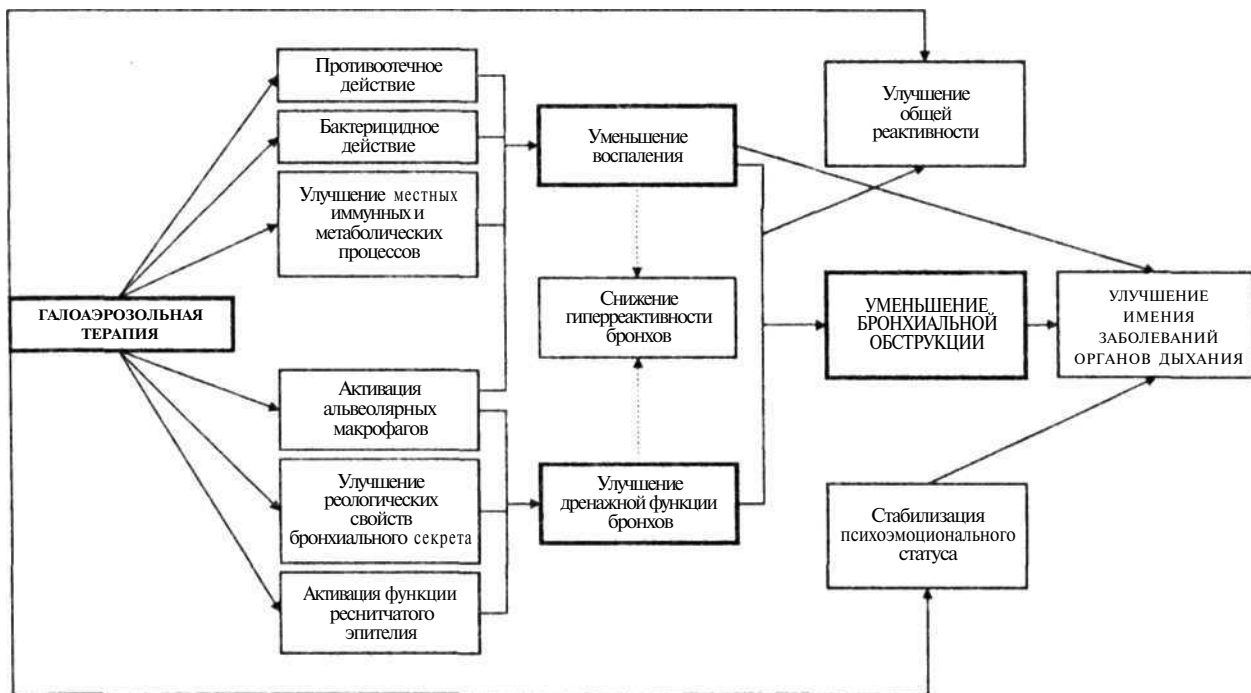 Противоотечное
действие
Бактерицидное
действие
Улучшение местных
иммунных и
метаболических
процессов
ГАЛОАЭРОЗОЛЬНАЯ
ТЕРАПИЯ
Активация
альвеолярных
макрофагов
Улучшение
реологических
свойств
бронхиального секрета
Активация функции
реснитчатого
эпителия
Уменьшение
воспаления
Снижение
гиперреактивности
бронхов
Улучшение
дренажной функции
бронхов
Улучшение
общей
реактивности
УМЕНЬШЕНИЕ
БРОНХИАЛЬНОЙ
ОБСТРУКЦИИ
Стабилизация
психоэмоционального
статуса
УЛУЧШЕНИЕ
ИМЕНИЯ
ЗАБОЛЕВАНИЙ
ОРГАНОВ ДЫХАНИЯ